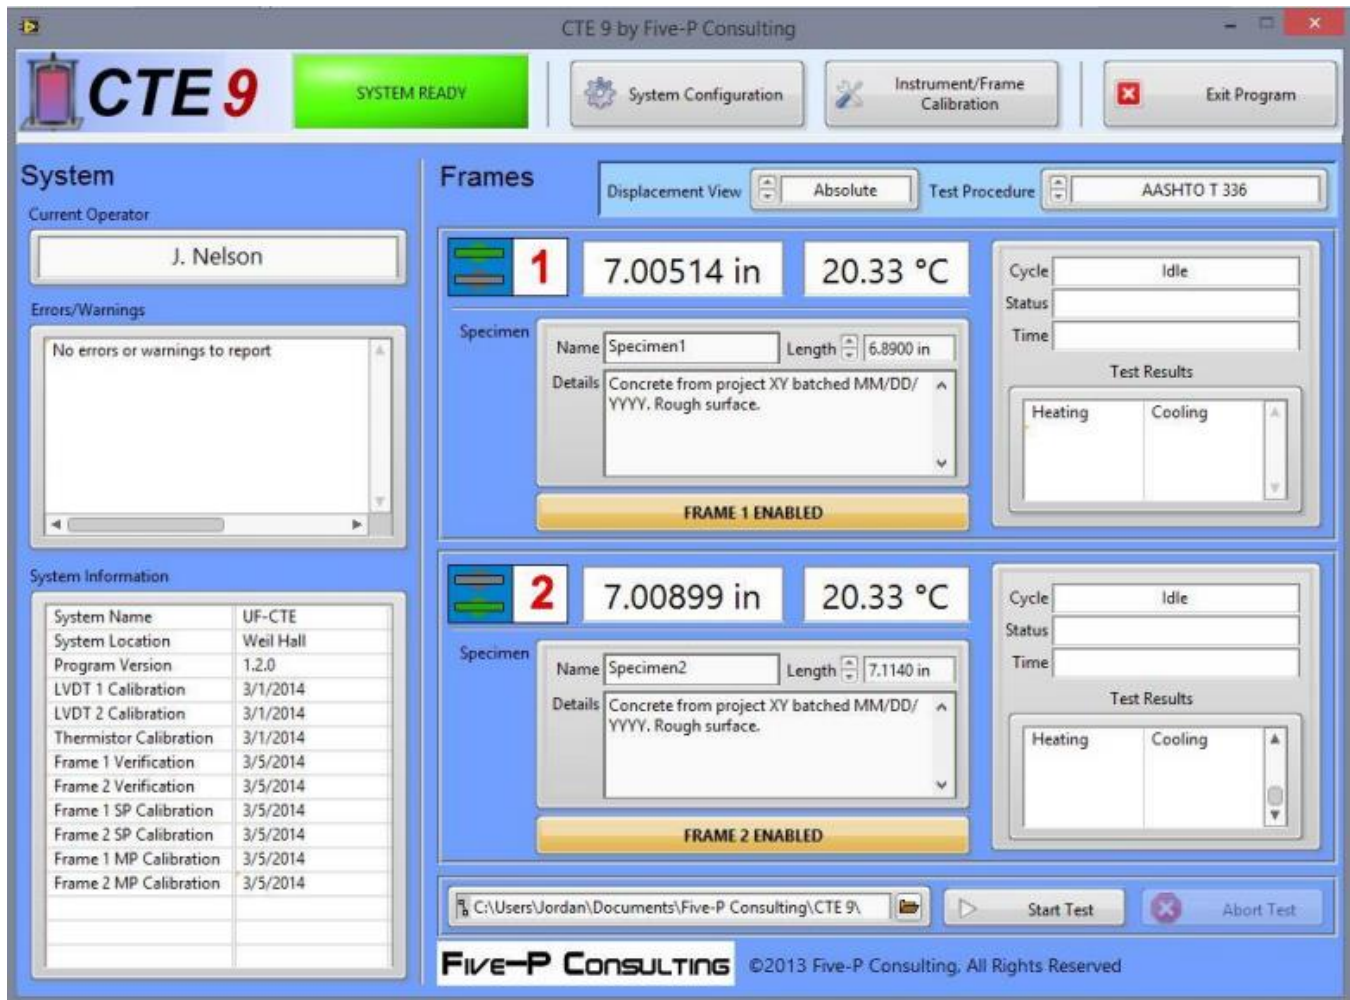 CTE 9 by Five-P Consulting
CTE 9
SYSTEM READY
System Configuration
Instrument/Frame
Calibration
Exit Program
System
Current Operator
J. Nelson
Errors/Warnings
No errors or warnings to report
System Information
System Name UF-CTE
System Location Weil Hall
Program Version 1.2.0
LVDT 1 Calibration 3/1/2014
LVDT 2 Calibration 3/1/2014
Thermistor Calibration 3/1/2014
Frame 1 Verification 3/5/2014
Frame 2 Verification 3/5/2014
Frame 1 SP Calibration 3/5/2014
Frame 2 SP Calibration 3/5/2014
Frame 1 MP Calibration 3/5/2014
Frame 2 MP Calibration 3/5/2014
Frames
Displacement View Absolute Test Procedure AASHTO T 336
1 7.00514 in 20.33 °C
Specimen
Name Specimen1 Length 6.8900 in
Details Concrete from project XY batched MM/DD/
YYYY. Rough surface.
FRAME 1 ENABLED
Cycle Idle
Status
Time
Test Results
Heating Cooling
2 7.00899 in 20.33 °C
Specimen
Name Specimen2 Length 7.1140 in
Details Concrete from project XY batched MM/DD/
YYYY. Rough surface.
FRAME 2 ENABLED
Cycle Idle
Status
Time
Test Results
Heating Cooling
C:\Users\Jordan\Documents\Five-P Consulting\CTE 9\
Start Test
Abort Test
FIVE-P CONSULTING ©2013 Five-P Consulting, All Rights Reserved